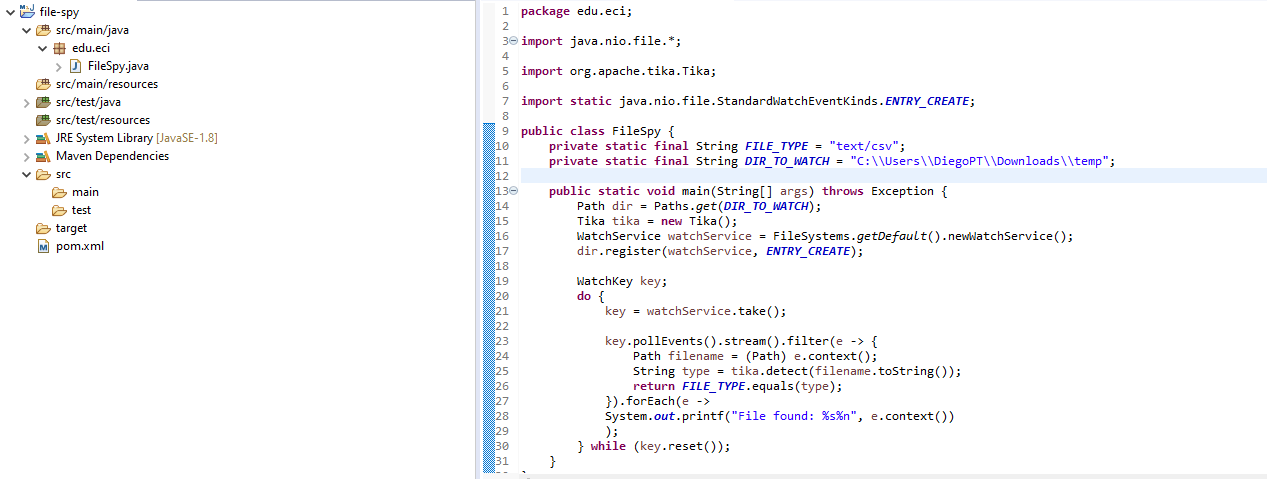 file-spy
src/main/java
edu.eci
FileSpy.java
src/main/resources
src/test/java
src/test/resources
JRE System Library [JavaSE-1.8]
Maven Dependencies
src
main
test
target
pom.xml
1 package edu.eci;
2
3 import java.nio.file.*;
4
5 import org.apache.tika.Tika;
6
7 import static java.nio.file.StandardWatchEventKinds.ENTRY_CREATE;
8
9 public class FileSpy {
10 private static final String FILE_TYPE = "text/csv";
11 private static final String DIR_TO_WATCH = "C:\\Users\\DiegoPT\\Downloads\\temp";
12
13 public static void main(String[] args) throws Exception {
14 Path dir = Paths.get(DIR_TO_WATCH);
15 Tika tika = new Tika();
16 WatchService watchService = FileSystems.getDefault().newWatchService();
17 dir.register(watchService, ENTRY_CREATE);
18
19 WatchKey key;
20 do {
21 key = watchService.take();
22
23 key.pollEvents().stream().filter(e -> {
24 Path filename = (Path) e.context();
25 String type = tika.detect(filename.toString());
26 return FILE_TYPE.equals(type);
27 }).forEach(e ->
28 System.out.printf("File found: %s%n", e.context())
29 );
30 } while (key.reset());
31 }